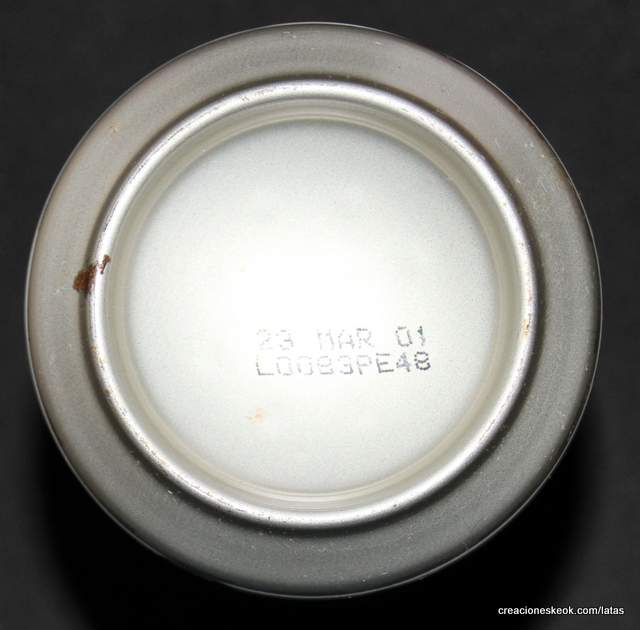 23 MAR 01
L0083PE48
creacioneskeok.com/latas